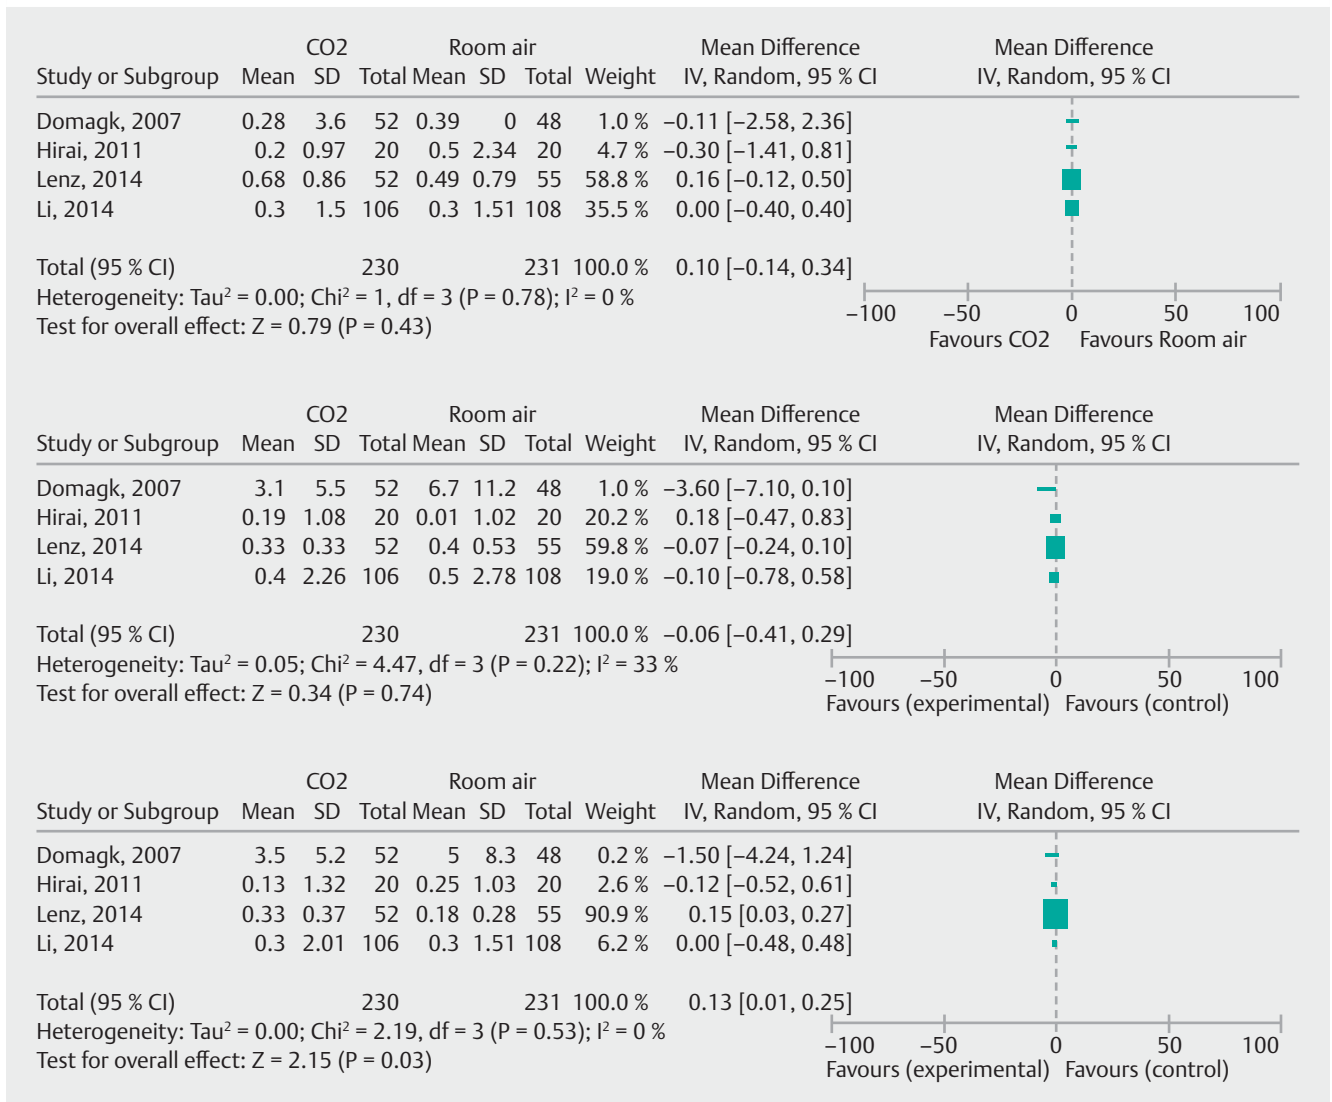 CO2 Room air Mean Difference Mean Difference
Study or Subgroup Mean SD Total Mean SD Total Weight IV, Random, 95 % CI IV, Random, 95 % CI
Domagk, 2007 0.28 3.6 52 0.39 0 48 1.0 % −0.11 [−2.58, 2.36]
Hirai, 2011 0.2 0.97 20 0.5 2.34 20 4.7 % −0.30 [−1.41, 0.81]
Lenz, 2014 0.68 0.86 52 0.49 0.79 55 58.8 % 0.16 [−0.12, 0.50]
Li, 2014 0.3 1.5 106 0.3 1.51 108 35.5 % 0.00 [−0.40, 0.40]
Total (95 % CI) 230 231 100.0 % 0.10 [−0.14, 0.34]
Heterogeneity: Tau² = 0.00; Chi² = 1, df = 3 (P = 0.78); I² = 0 %
Test for overall effect: Z = 0.79 (P = 0.43)
−100 −50 0 50 100
Favours CO2 Favours Room air
CO2 Room air Mean Difference Mean Difference
Study or Subgroup Mean SD Total Mean SD Total Weight IV, Random, 95 % CI IV, Random, 95 % CI
Domagk, 2007 3.1 5.5 52 6.7 11.2 48 1.0 % −3.60 [−7.10, 0.10]
Hirai, 2011 0.19 1.08 20 0.01 1.02 20 20.2 % 0.18 [−0.47, 0.83]
Lenz, 2014 0.33 0.33 52 0.4 0.53 55 59.8 % −0.07 [−0.24, 0.10]
Li, 2014 0.4 2.26 106 0.5 2.78 108 19.0 % −0.10 [−0.78, 0.58]
Total (95 % CI) 230 231 100.0 % −0.06 [−0.41, 0.29]
Heterogeneity: Tau² = 0.05; Chi² = 4.47, df = 3 (P = 0.22); I² = 33 %
Test for overall effect: Z = 0.34 (P = 0.74)
−100 −50 0 50 100
Favours (experimental) Favours (control)
CO2 Room air Mean Difference Mean Difference
Study or Subgroup Mean SD Total Mean SD Total Weight IV, Random, 95 % CI IV, Random, 95 % CI
Domagk, 2007 3.5 5.2 52 5 8.3 48 0.2 % −1.50 [−4.24, 1.24]
Hirai, 2011 0.13 1.32 20 0.25 1.03 20 2.6 % −0.12 [−0.52, 0.61]
Lenz, 2014 0.33 0.37 52 0.18 0.28 55 90.9 % 0.15 [0.03, 0.27]
Li, 2014 0.3 2.01 106 0.3 1.51 108 6.2 % 0.00 [−0.48, 0.48]
Total (95 % CI) 230 231 100.0 % 0.13 [0.01, 0.25]
Heterogeneity: Tau² = 0.00; Chi² = 2.19, df = 3 (P = 0.53); I² = 0 %
Test for overall effect: Z = 2.15 (P = 0.03)
−100 −50 0 50 100
Favours (experimental) Favours (control)